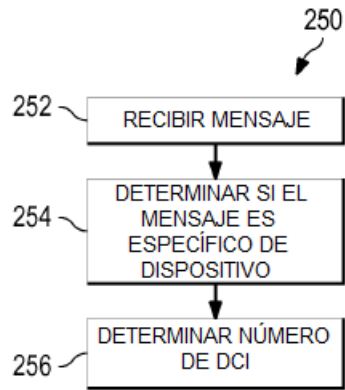 250
252
RECIBIR MENSAJE
254
DETERMINAR SI EL
MENSAJE ES
ESPECÍFICO DE
DISPOSITIVO
256
DETERMINAR NÚMERO
DE DCI